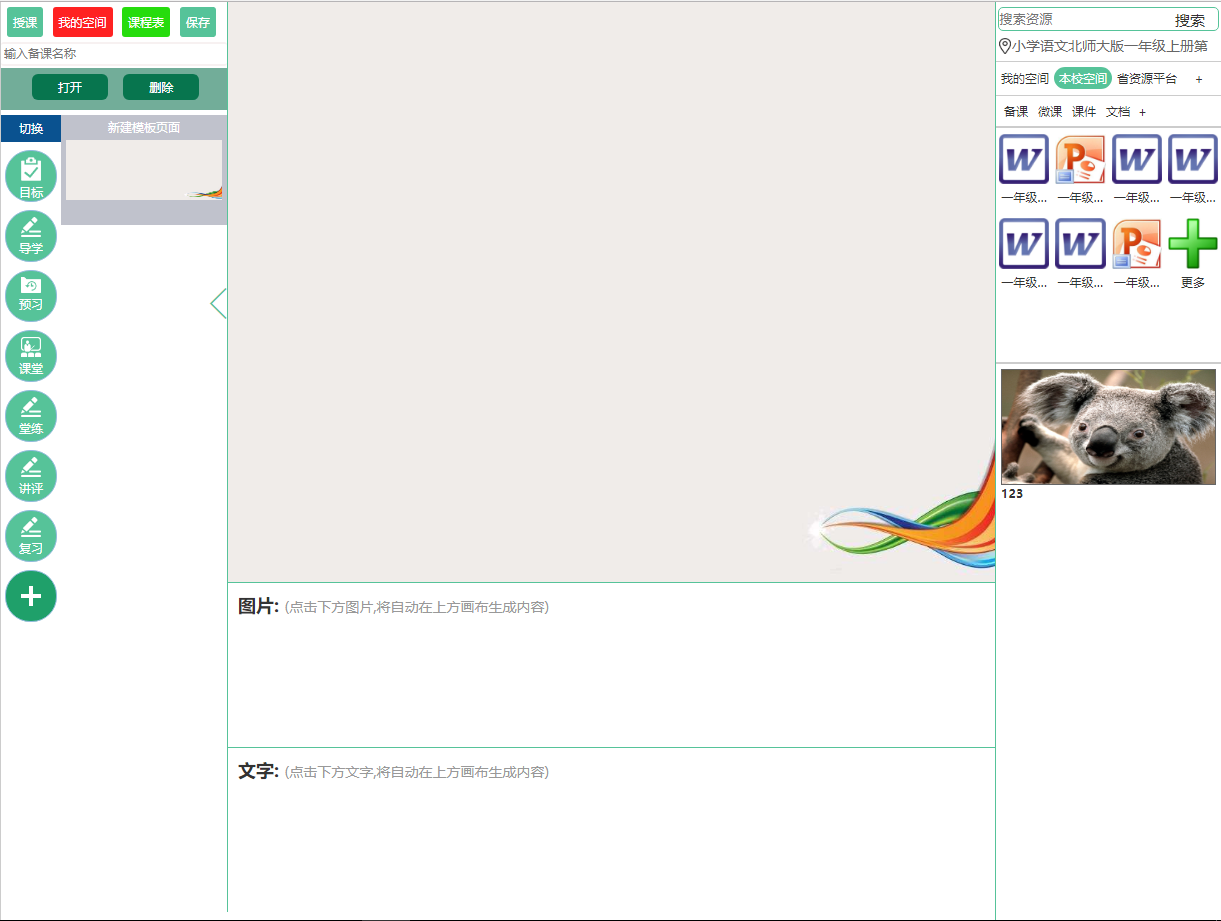 授课 我的空间 课程表 保存
输入备课名称
打开 删除
切换 新建模板页面
目标
导学
预习
课堂
堂练
讲评
复习
图片: (点击下方图片,将自动在上方画布生成内容)
文字: (点击下方文字,将自动在上方画布生成内容)
搜索资源 搜索
小学语文北师大版一年级上册第
我的空间 本校空间 省资源平台 +
备课 微课 课件 文档 +
W P W W
一年级... 一年级... 一年级... 一年级...
W W P
一年级... 一年级... 一年级... 更多
123